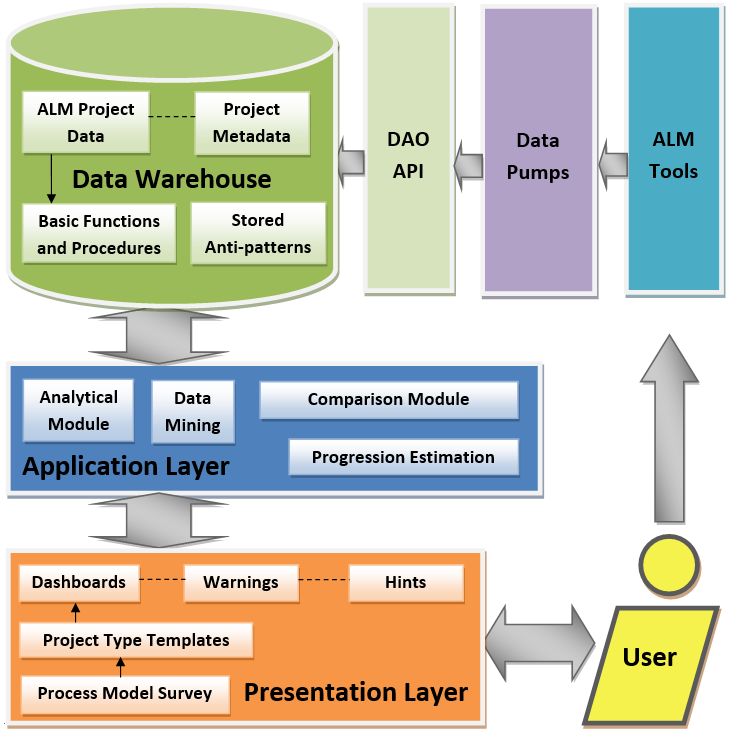 ALM Project
Data
Project
Metadata
Data Warehouse
Basic Functions
and Procedures
Stored
Anti-patterns
DAO
API
Data
Pumps
ALM
Tools
Analytical
Module
Data
Mining
Comparison Module
Progression Estimation
Application Layer
Dashboards
Warnings
Hints
Project Type Templates
Process Model Survey
Presentation Layer
User